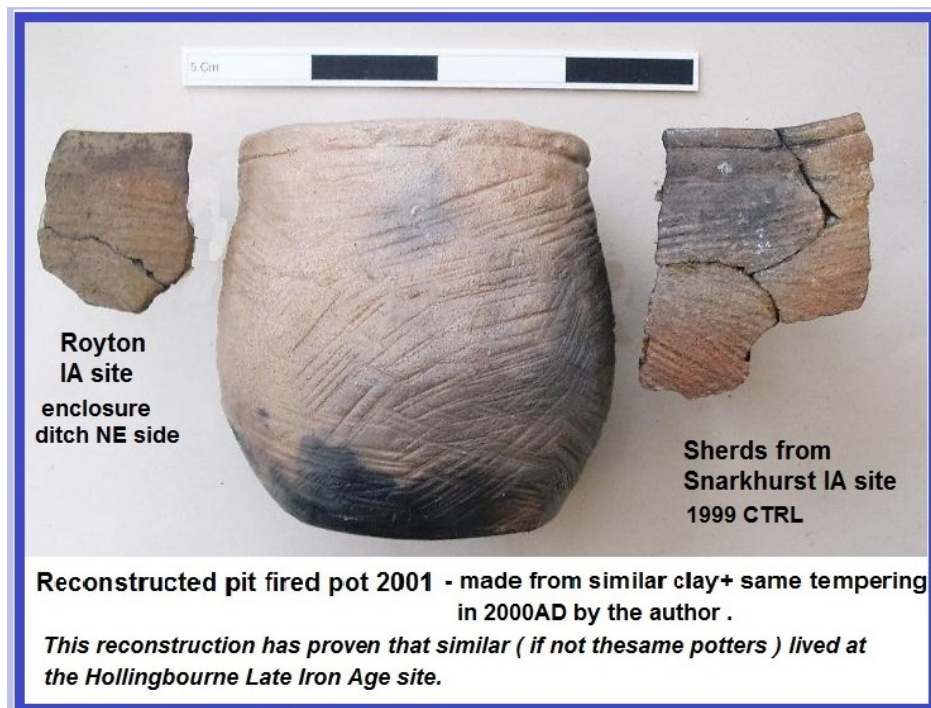 5 Cm
Royton
IA site
enclosure
ditch NE side
Sherds from
Snarkhurst IA site
1999 CTRL
Reconstructed pit fired pot 2001 - made from similar clay+ same tempering
in 2000AD by the author .
This reconstruction has proven that similar ( if not thesame potters ) lived at
the Hollingbourne Late Iron Age site.